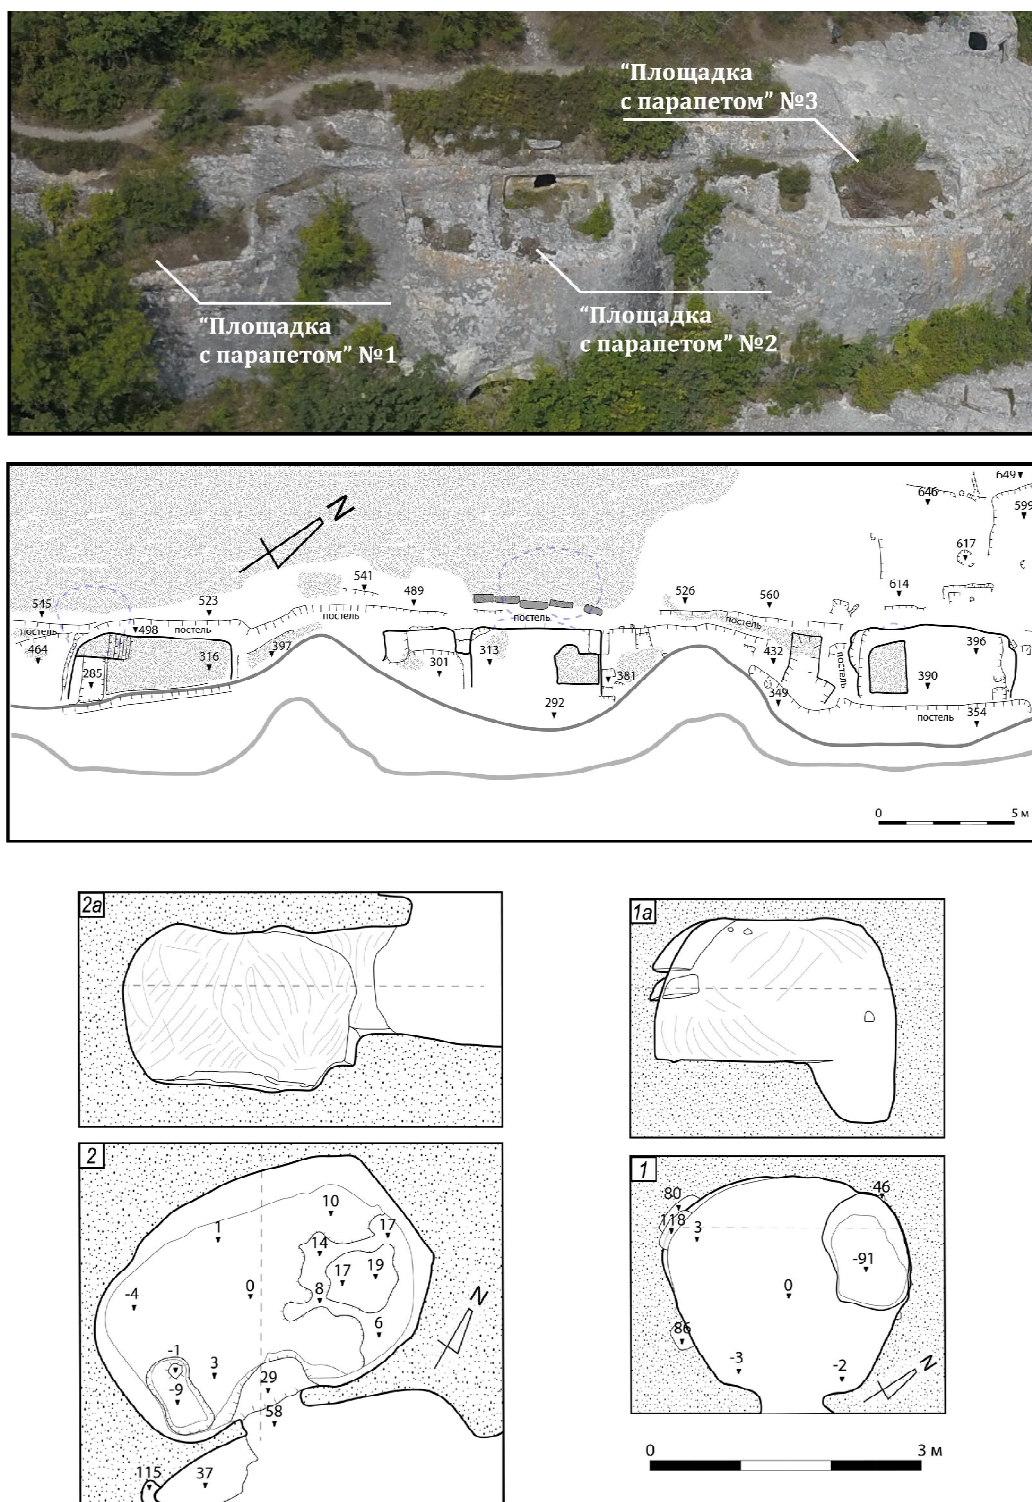 “Площадка
с парапетом” №3
“Площадка
с парапетом” №1
“Площадка
с парапетом” №2
N
649
646
599
617
614
545
523
541
489
526
560
постель
498
постель
постель
постель
постель
464
316
397
301
313
381
432
постель
396
285
349
390
292
постель
354
0
5 м
2а
1а
2
10
1
17
14
17
19
-4
0
8
6
-1
3
-9
29
58
115
37
N
1
80
46
118
3
-91
0
86
-3
-2
N
0
3 м